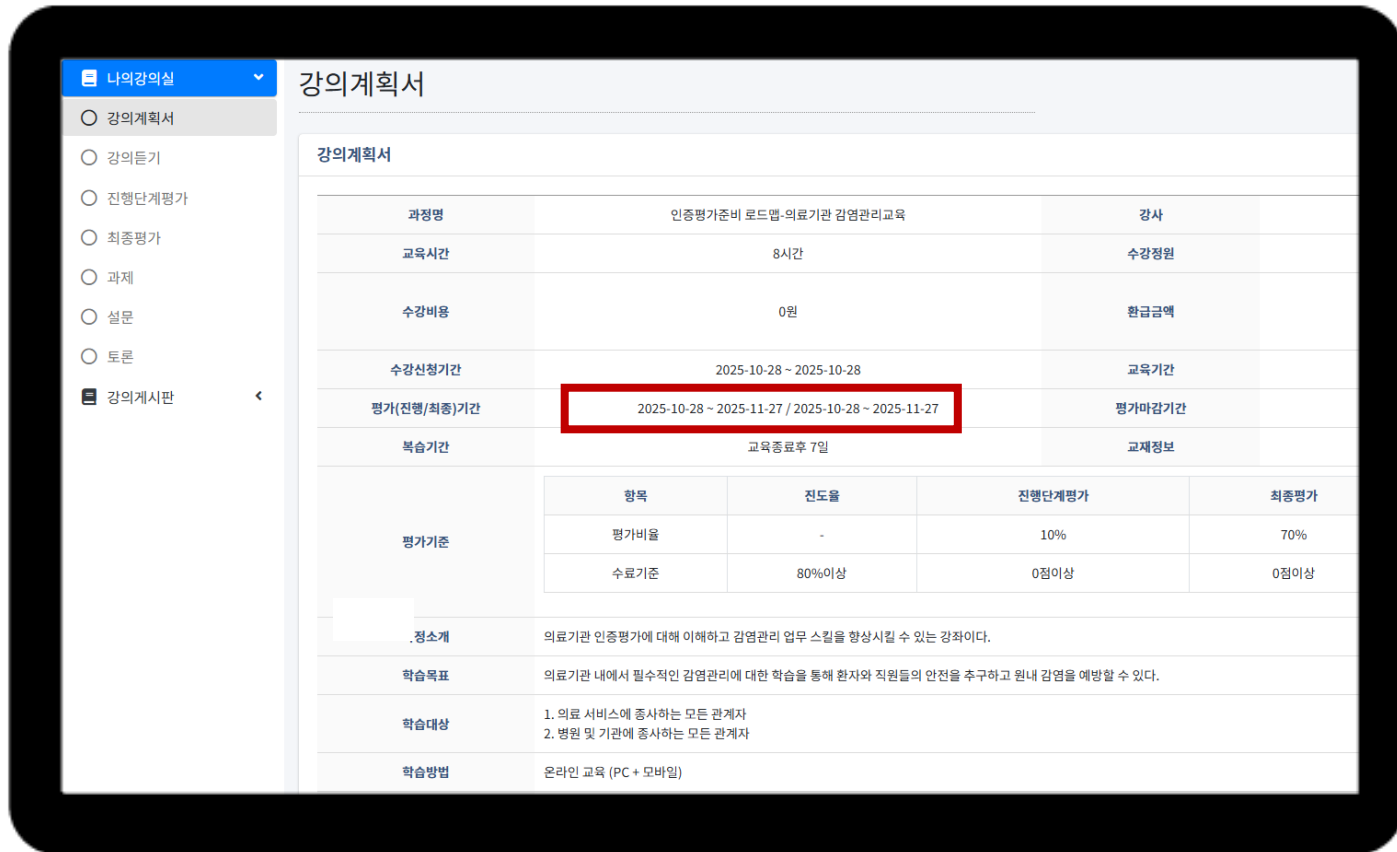 나의강의실
강의계획서
강의듣기
진행단계평가
최종평가
과제
설문
토론
강의게시판
강의계획서
강의계획서
과정명 인증평가준비 로드맵-의료기관 감염관리교육 강사
교육시간 8시간 수강정원
수강비용 0원 환급금액
수강신청기간 2025-10-28 ~ 2025-10-28 교육기간
평가(진행/최종)기간 2025-10-28 ~ 2025-11-27 / 2025-10-28 ~ 2025-11-27 평가마감기간
복습기간 교육종료후 7일 교재정보
평가기준
항목 진도율 진행단계평가 최종평가
평가비율 - 10% 70%
수료기준 80%이상 0점이상 0점이상
정소개 의료기관 인증평가에 대해 이해하고 감염관리 업무 스킬을 향상시킬 수 있는 강좌이다.
학습목표 의료기관 내에서 필수적인 감염관리에 대한 학습을 통해 환자와 직원들의 안전을 추구하고 원내 감염을 예방할 수 있다.
학습대상
1. 의료 서비스에 종사하는 모든 관계자
2. 병원 및 기관에 종사하는 모든 관계자
학습방법 온라인 교육 (PC + 모바일)